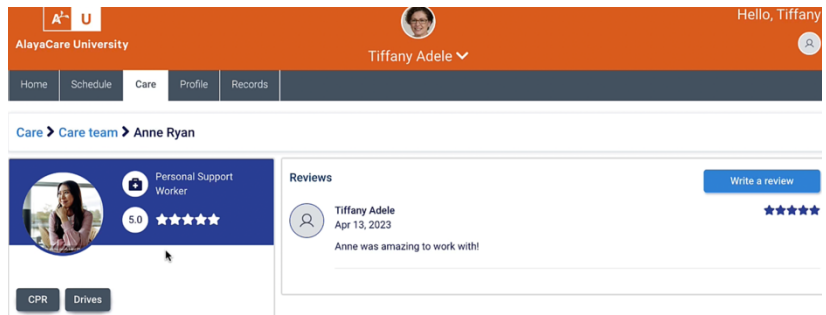 A+ U
AlayaCare University
Hello, Tiffany
Tiffany Adele
Home Schedule Care Profile Records
Care > Care team > Anne Ryan
Personal Support
Worker
5.0
CPR Drives
Reviews
Write a review
Tiffany Adele
Apr 13, 2023
Anne was amazing to work with!